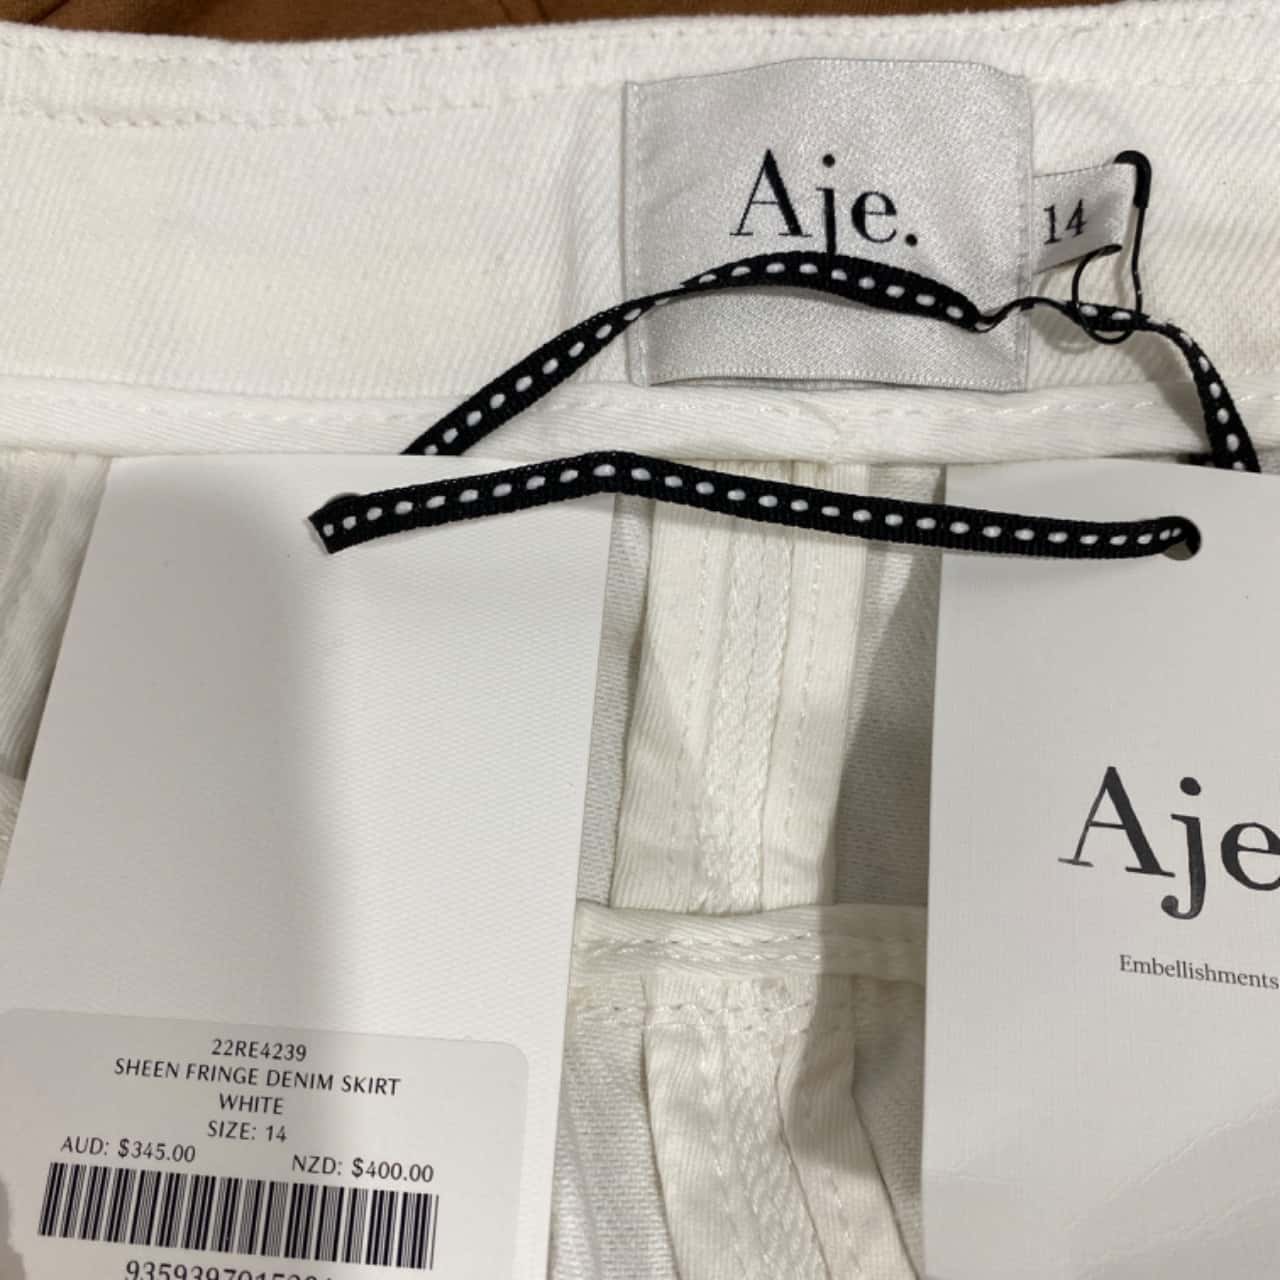 Aje.
14
Aje
Embellishments
22RE4239
SHEEN FRINGE DENIM SKIRT
WHITE
SIZE: 14
AUD: $345.00 NZD: $400.00